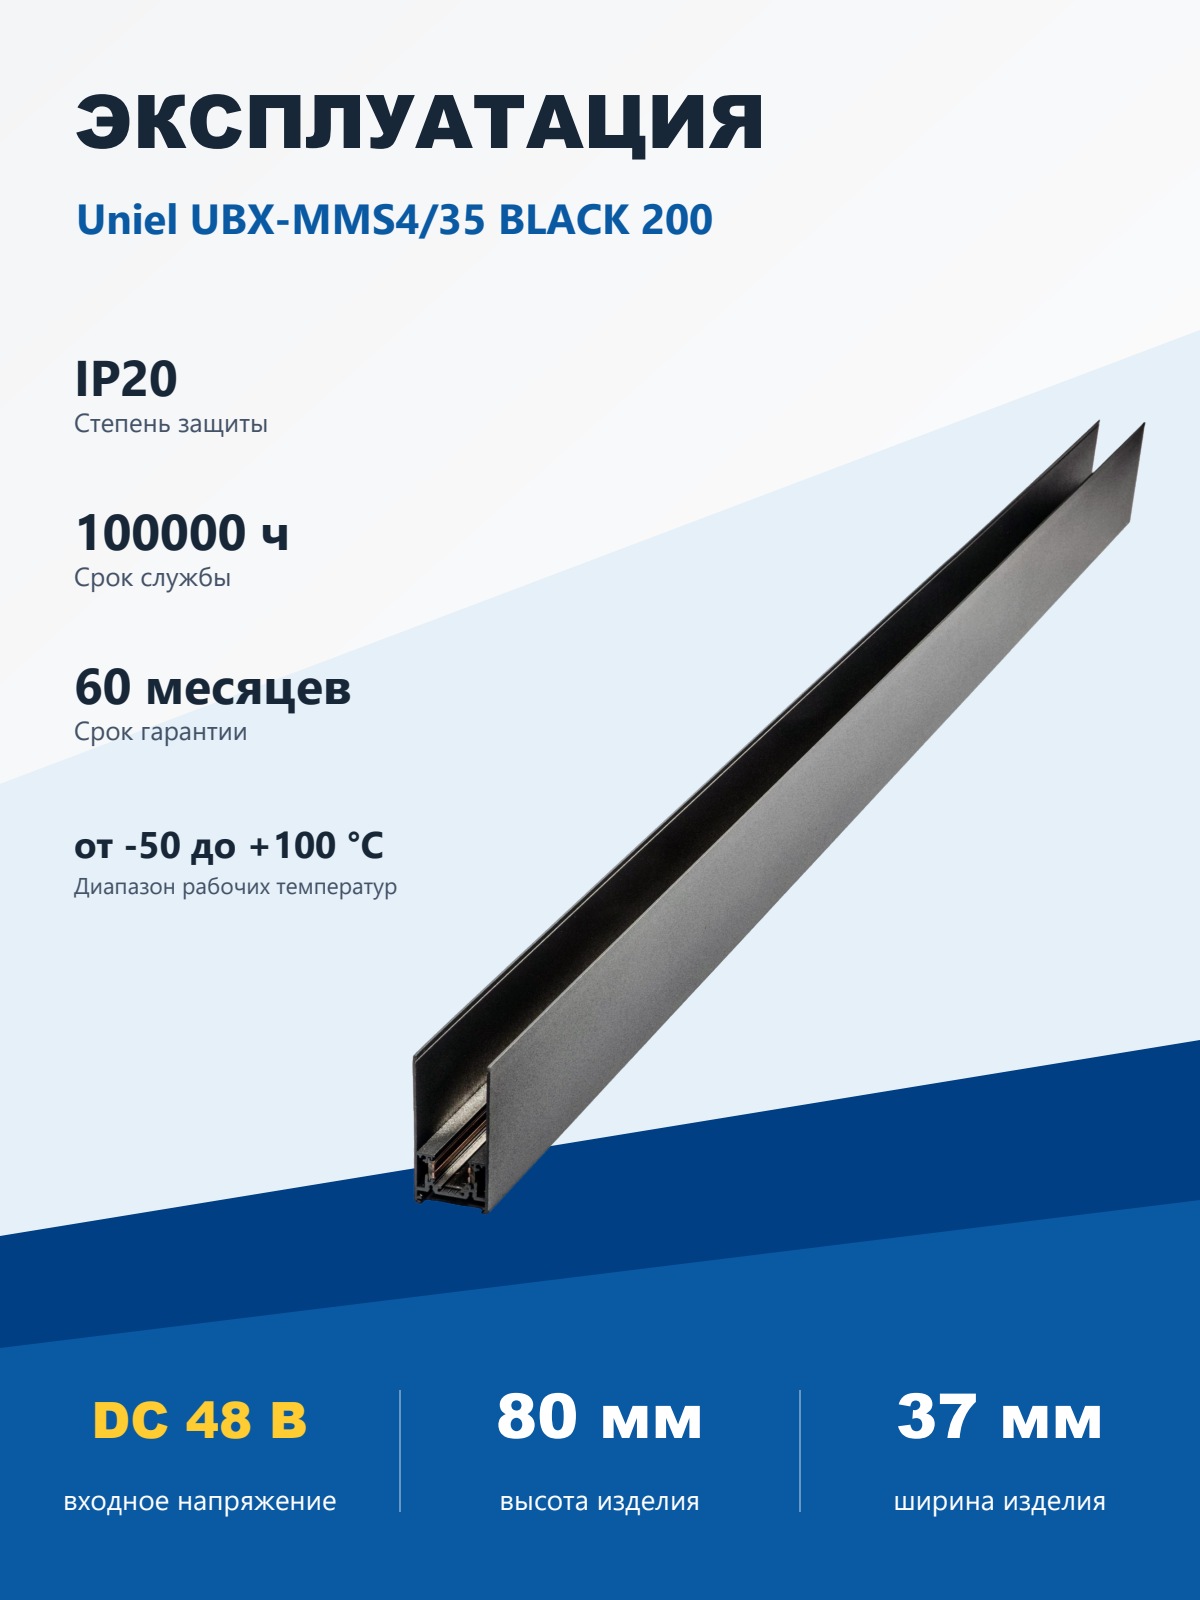 ЭКСПЛУАТАЦИЯ
Uniel UBX-MMS4/35 BLACK 200
IP20
Степень защиты
100000 ч
Срок службы
60 месяцев
Срок гарантии
от -50 до +100 °C
Диапазон рабочих температур
DC 48 В
входное напряжение
80 мм
высота изделия
37 мм
ширина изделия